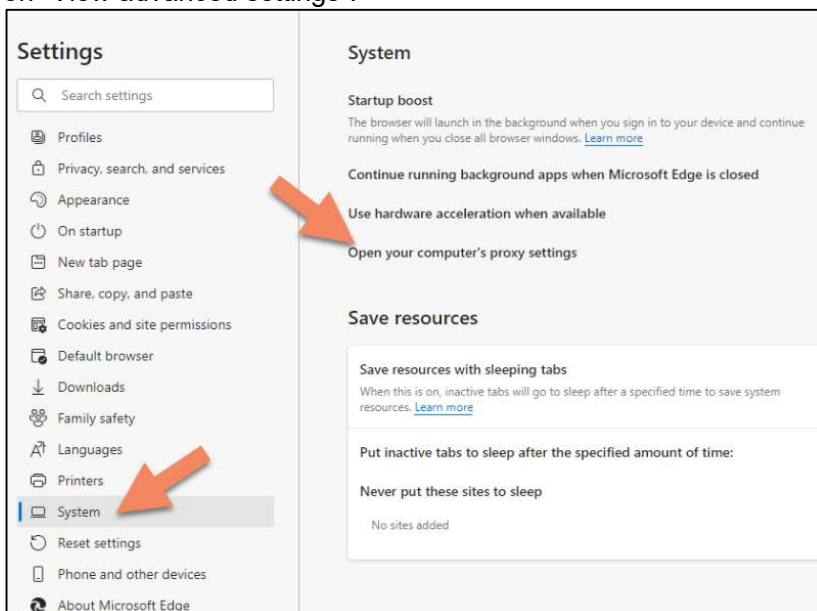 Settings
Search settings
Profiles
Privacy, search, and services
Appearance
On startup
New tab page
Share, copy, and paste
Cookies and site permissions
Default browser
Downloads
Family safety
Languages
Printers
System
Reset settings
Phone and other devices
About Microsoft Edge
System
Startup boost
The browser will launch in the background when you sign in to your device and continue
running when you close all browser windows. Learn more
Continue running background apps when Microsoft Edge is closed
Use hardware acceleration when available
Open your computer's proxy settings
Save resources
Save resources with sleeping tabs
When this is on, inactive tabs will go to sleep after a specified time to save system
resources. Learn more
Put inactive tabs to sleep after the specified amount of time:
Never put these sites to sleep
No sites added